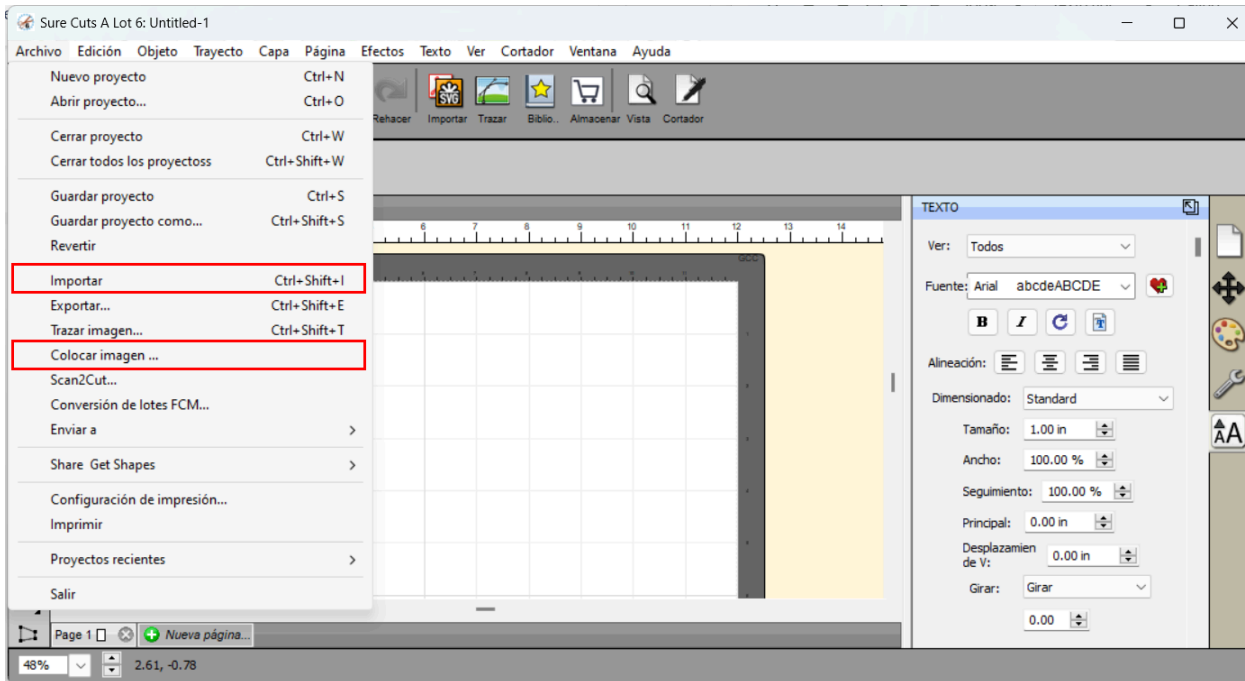 Sure Cuts A Lot 6: Untitled-1
Archivo Edición Objeto Trayecto Capa Página Efectos Texto Ver Cortador Ventana Ayuda
Nuevo proyecto Ctrl+N
Abrir proyecto... Ctrl+O
Cerrar proyecto Ctrl+W
Cerrar todos los proyectoss Ctrl+Shift+W
Guardar proyecto Ctrl+S
Guardar proyecto como... Ctrl+Shift+S
Revertir
Importar Ctrl+Shift+I
Exportar... Ctrl+Shift+E
Trazar imagen... Ctrl+Shift+T
Colocar imagen ...
Scan2Cut...
Conversión de lotes FCM...
Enviar a
Share Get Shapes
Configuración de impresión...
Imprimir
Proyectos recientes
Salir
SVG
Rehacer Importar Trazar Biblio.. Almacenar Vista Cortador
6 7 8 9 10 11 12 13 14
GCC
TEXTO
Ver: Todos
Fuente: Arial abcdeABCDE
B I
Alineación:
Dimensionado: Standard
Tamaño: 1.00 in
Ancho: 100.00 %
Seguimiento: 100.00 %
Principal: 0.00 in
Desplazamien
de V: 0.00 in
Girar: Girar
0.00
AA
Page 1 Nueva página...
48% 2.61, -0.78